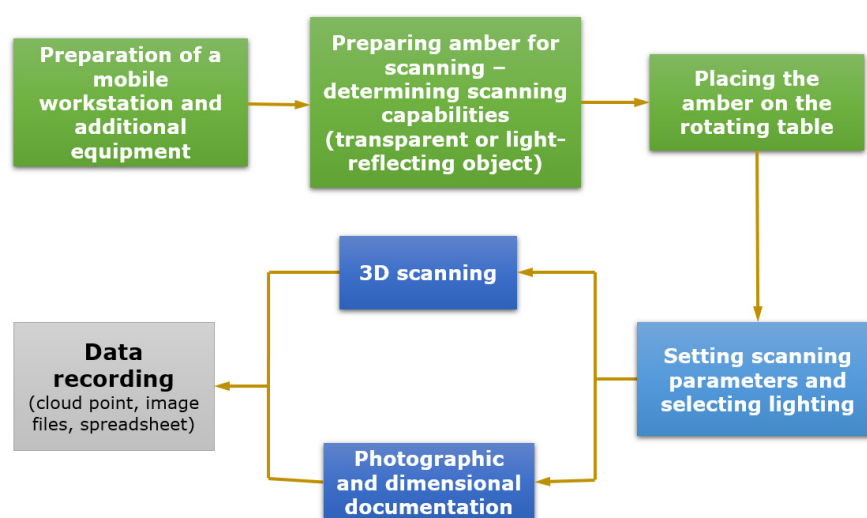 Preparation of a
mobile
workstation and
additional
equipment
Preparing amber for
scanning –
determining scanning
capabilities
(transparent or light-
reflecting object)
Placing the
amber on the
rotating table
3D scanning
Setting scanning
parameters and
selecting lighting
Data
recording
(cloud point, image
files, spreadsheet)
Photographic
and dimensional
documentation